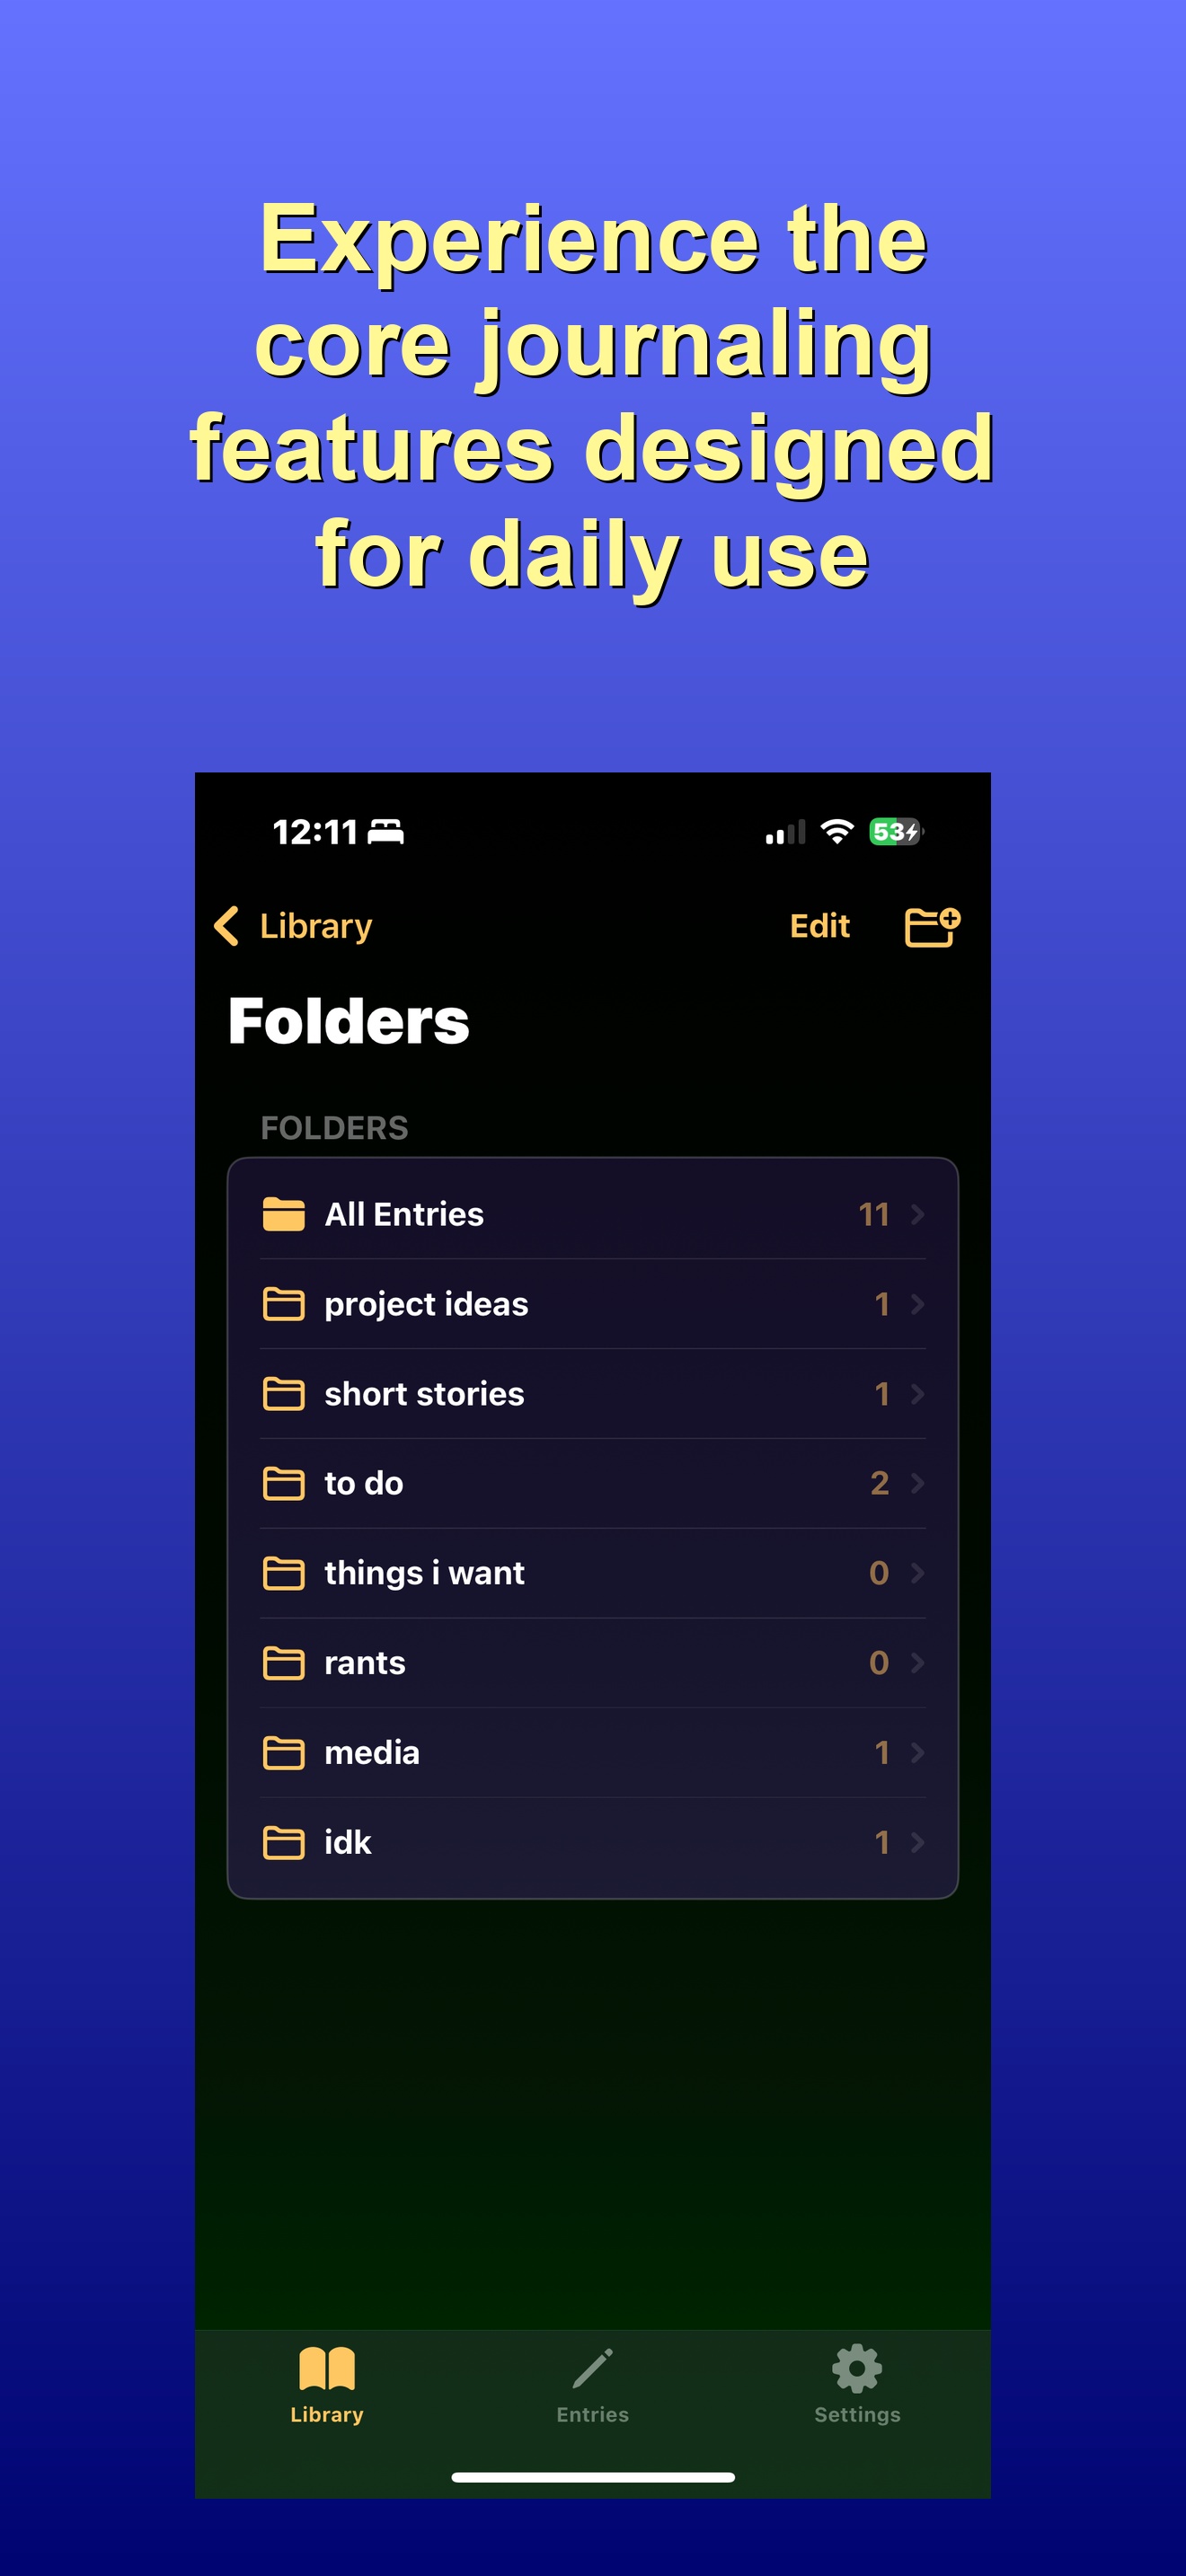 Experience the
core journaling
features designed
for daily use
12:11
53
Library
Edit
Folders
FOLDERS
All Entries 11
project ideas 1
short stories 1
to do 2
things i want 0
rants 0
media 1
idk 1
Library Entries Settings